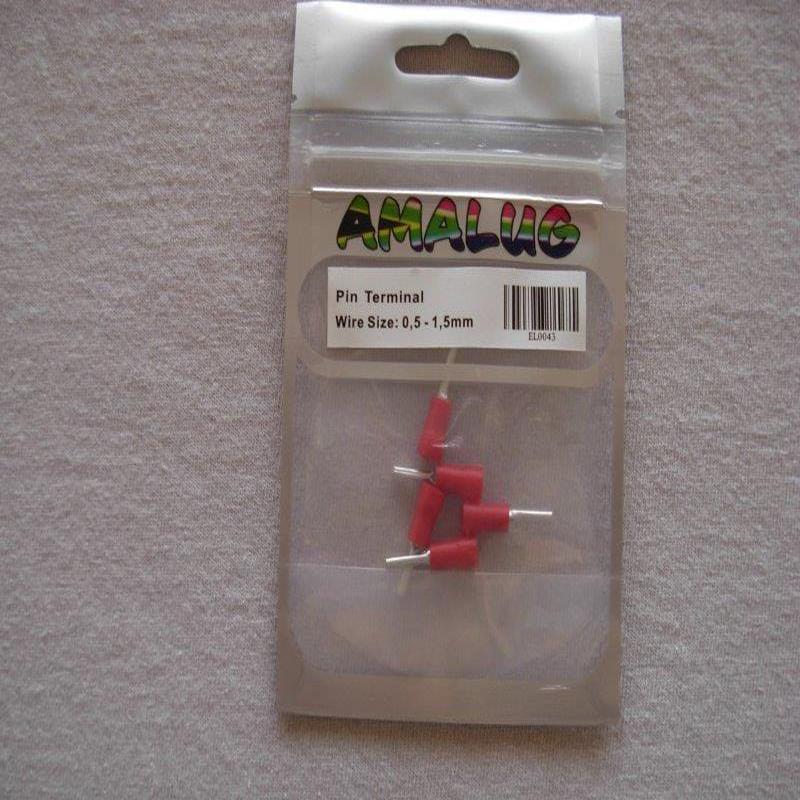 AMALUG
Pin Terminal
Wire Size: 0,5 - 1,5mm
EL0043